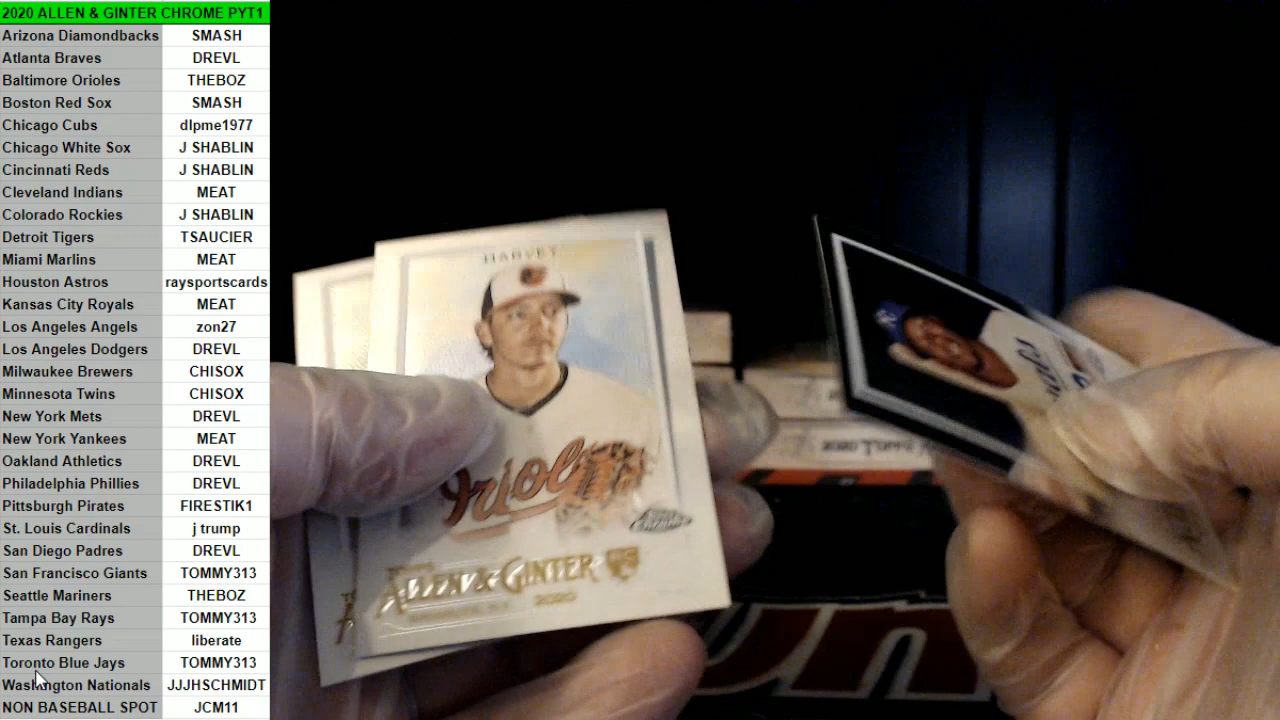 2020 ALLEN & GINTER CHROME PYT1
Arizona Diamondbacks SMASH
Atlanta Braves DREVL
Baltimore Orioles THEBOZ
Boston Red Sox SMASH
Chicago Cubs dlpme1977
Chicago White Sox J SHABLIN
Cincinnati Reds J SHABLIN
Cleveland Indians MEAT
Colorado Rockies J SHABLIN
Detroit Tigers TSAUCIER
Miami Marlins MEAT
Houston Astros raysportscards
Kansas City Royals MEAT
Los Angeles Angels zon27
Los Angeles Dodgers DREVL
Milwaukee Brewers CHISOX
Minnesota Twins CHISOX
New York Mets DREVL
New York Yankees MEAT
Oakland Athletics DREVL
Philadelphia Phillies DREVL
Pittsburgh Pirates FIRESTIK1
St. Louis Cardinals j trump
San Diego Padres DREVL
San Francisco Giants TOMMY313
Seattle Mariners THEBOZ
Tampa Bay Rays TOMMY313
Texas Rangers liberate
Toronto Blue Jays TOMMY313
Washington Nationals JJJHSCHMIDT
NON BASEBALL SPOT JCM11
HARVEY
Oriol
TOPPS
ALLEN & GINTER
2020